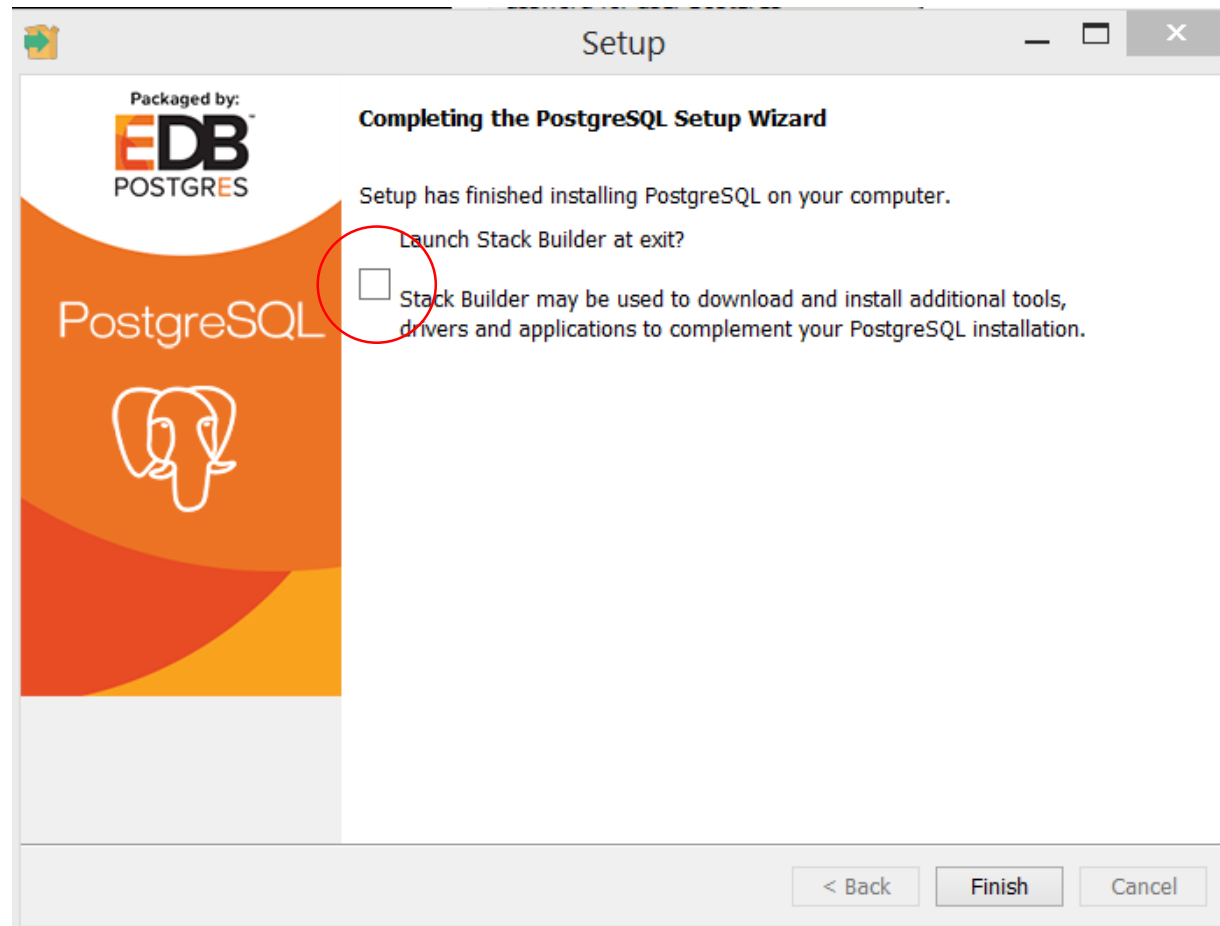 Setup
Packaged by:
EDB
POSTGRES
PostgreSQL
Completing the PostgreSQL Setup Wizard
Setup has finished installing PostgreSQL on your computer.
Launch Stack Builder at exit?
Stack Builder may be used to download and install additional tools,
drivers and applications to complement your PostgreSQL installation.
< Back
Finish
Cancel